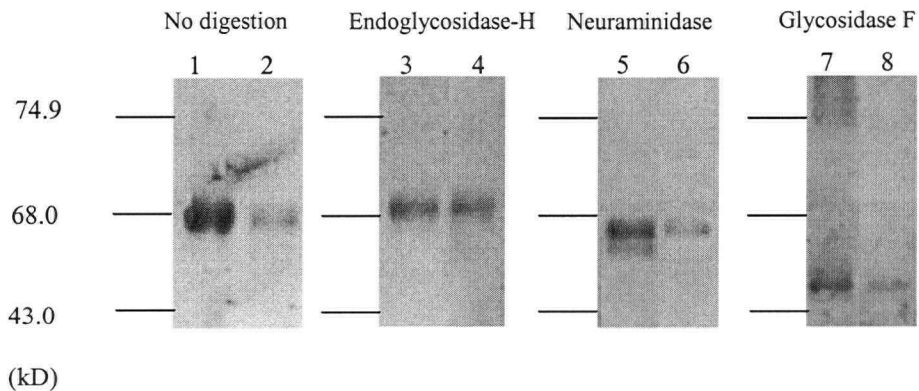 No digestion Endoglycosidase-H Neuraminidase Glycosidase F
1 2 3 4 5 6 7 8
74.9
68.0
43.0
(kD)